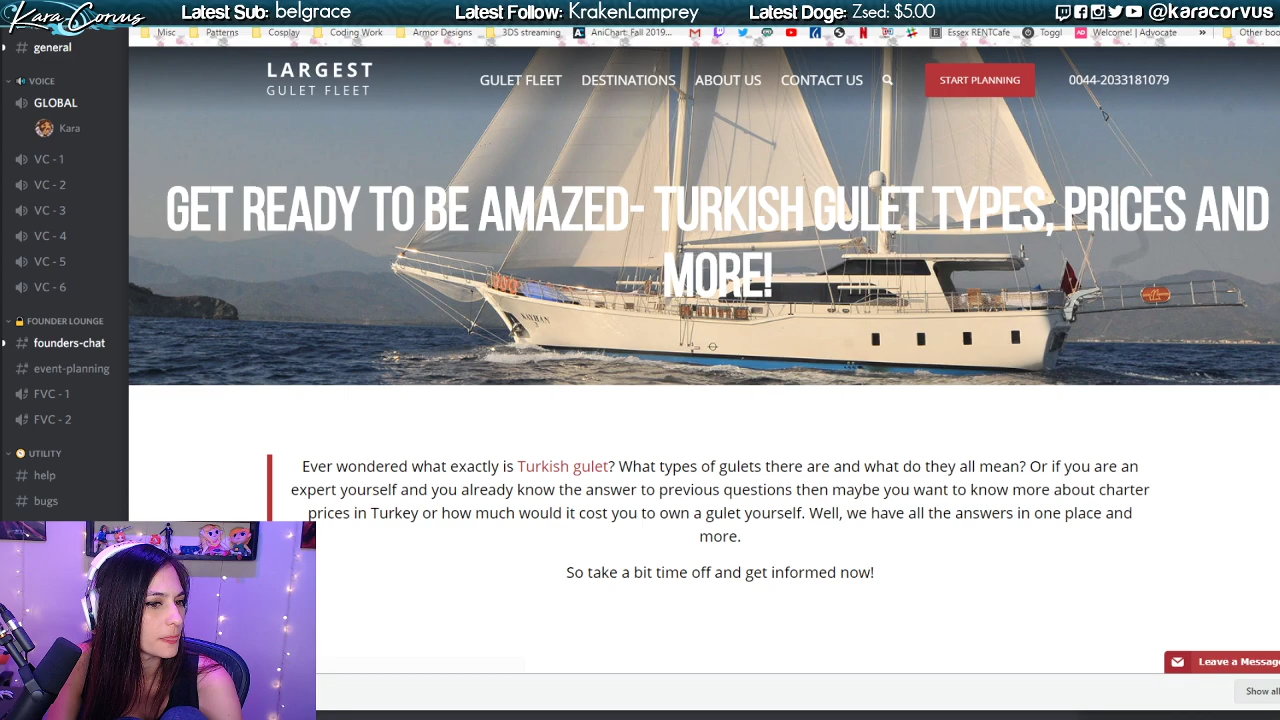 Kara Corvus
Latest Sub: belgrace
Latest Follow: KrakenLamprey
Latest Doge: Zsed: $5.00
@karacorvus
Misc
Patterns
Cosplay
Coding Work
Armor Designs
3DS streaming
AniChart: Fall 2019...
Essex RENTCafe
Toggl
Welcome! | Advocate
»
Other boo
# general
VOICE
GLOBAL
Kara
VC - 1
VC - 2
VC - 3
VC - 4
VC - 5
VC - 6
FOUNDER LOUNGE
# founders-chat
# event-planning
FVC - 1
FVC - 2
UTILITY
# help
# bugs
LARGEST
GULET FLEET
GULET FLEET
DESTINATIONS
ABOUT US
CONTACT US
START PLANNING
0044-2033181079
GET READY TO BE AMAZED- TURKISH GULET TYPES, PRICES AND
MORE!
Ever wondered what exactly is Turkish gulet? What types of gulets there are and what do they all mean? Or if you are an
expert yourself and you already know the answer to previous questions then maybe you want to know more about charter
prices in Turkey or how much would it cost you to own a gulet yourself. Well, we have all the answers in one place and
more.
So take a bit time off and get informed now!
Leave a Message
Show all